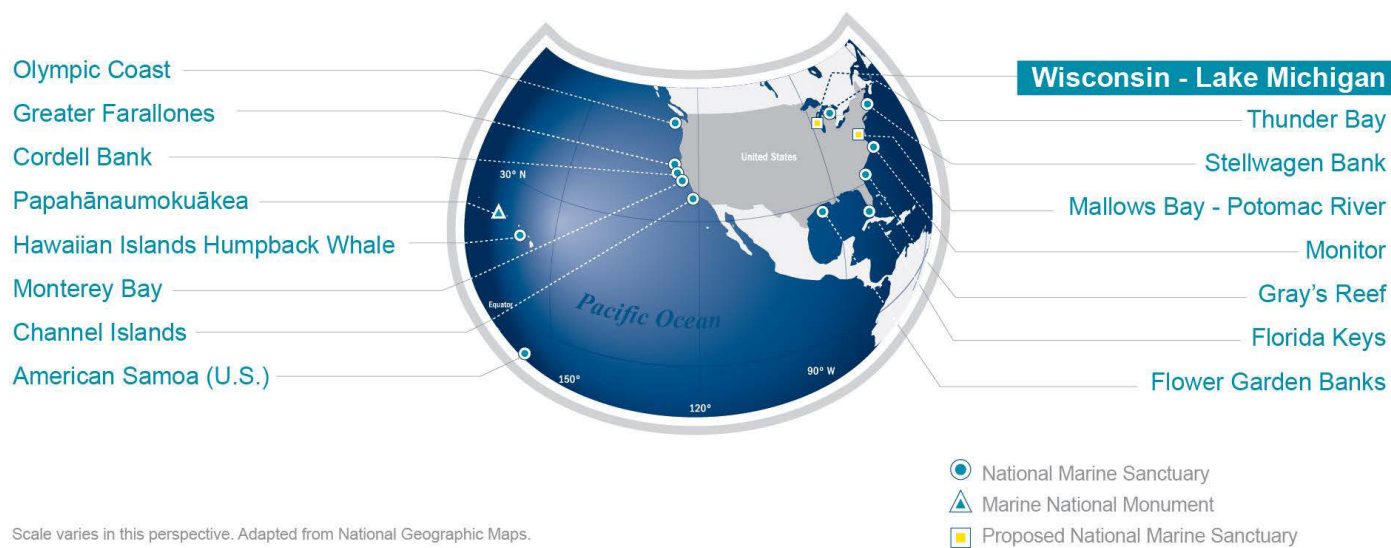 Olympic Coast
Greater Farallones
Cordell Bank
Papahānaumokuākea
Hawaiian Islands Humpback Whale
Monterey Bay
Channel Islands
American Samoa (U.S.)
United States
30° N
Equator
Pacific Ocean
150°
120°
90° W
Wisconsin - Lake Michigan
Thunder Bay
Stellwagen Bank
Mallows Bay - Potomac River
Monitor
Gray's Reef
Florida Keys
Flower Garden Banks
National Marine Sanctuary
Marine National Monument
Proposed National Marine Sanctuary
Scale varies in this perspective. Adapted from National Geographic Maps.